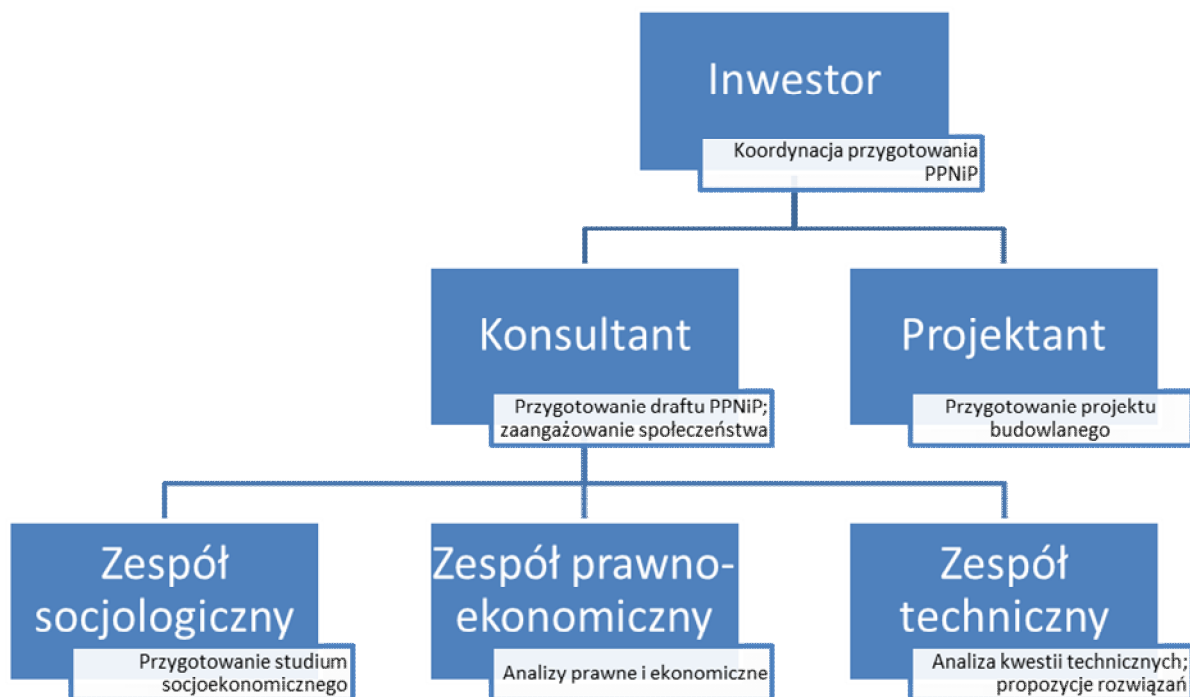 Inwestor
Koordynacja przygotowania
PPNiP
Konsultant
Przygotowanie draftu PPNiP;
zaangażowanie społeczeństwa
Projektant
Przygotowanie projektu
budowlanego
Zespół
socjologiczny
Przygotowanie studium
socjoekonomicznego
Zespół prawno-
ekonomiczny
Analizy prawne i ekonomiczne
Zespół
techniczny
Analiza kwestii technicznych;
propozycje rozwiązań